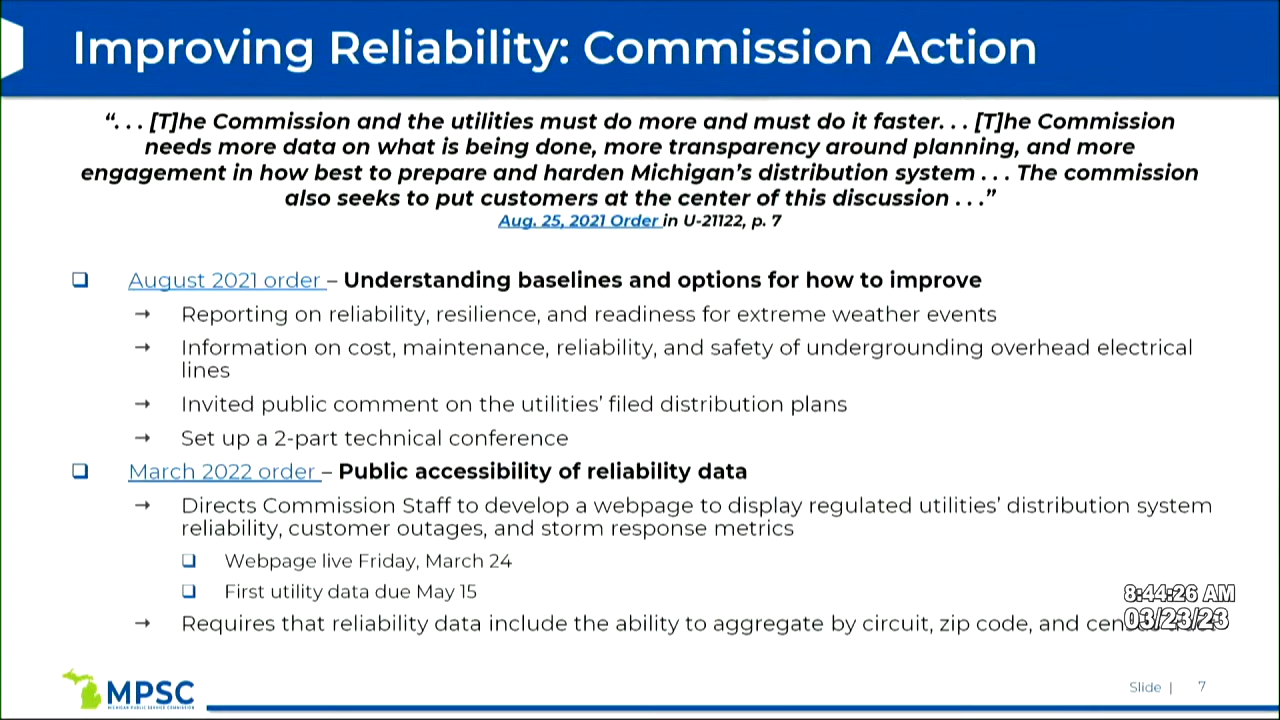 Improving Reliability: Commission Action
“. . . [T]he Commission and the utilities must do more and must do it faster. . . [T]he Commission
needs more data on what is being done, more transparency around planning, and more
engagement in how best to prepare and harden Michigan’s distribution system . . . The commission
also seeks to put customers at the center of this discussion . . .”
Aug. 25, 2021 Order in U-21122, p. 7
❑ August 2021 order – Understanding baselines and options for how to improve
→ Reporting on reliability, resilience, and readiness for extreme weather events
→ Information on cost, maintenance, reliability, and safety of undergrounding overhead electrical
lines
→ Invited public comment on the utilities’ filed distribution plans
→ Set up a 2-part technical conference
❑ March 2022 order – Public accessibility of reliability data
→ Directs Commission Staff to develop a webpage to display regulated utilities’ distribution system
reliability, customer outages, and storm response metrics
❑ Webpage live Friday, March 24
❑ First utility data due May 15
8:44:26 AM
→ Requires that reliability data include the ability to aggregate by circuit, zip code, and
03/23/23
MPSC
MICHIGAN PUBLIC SERVICE COMMISSION
Slide | 7